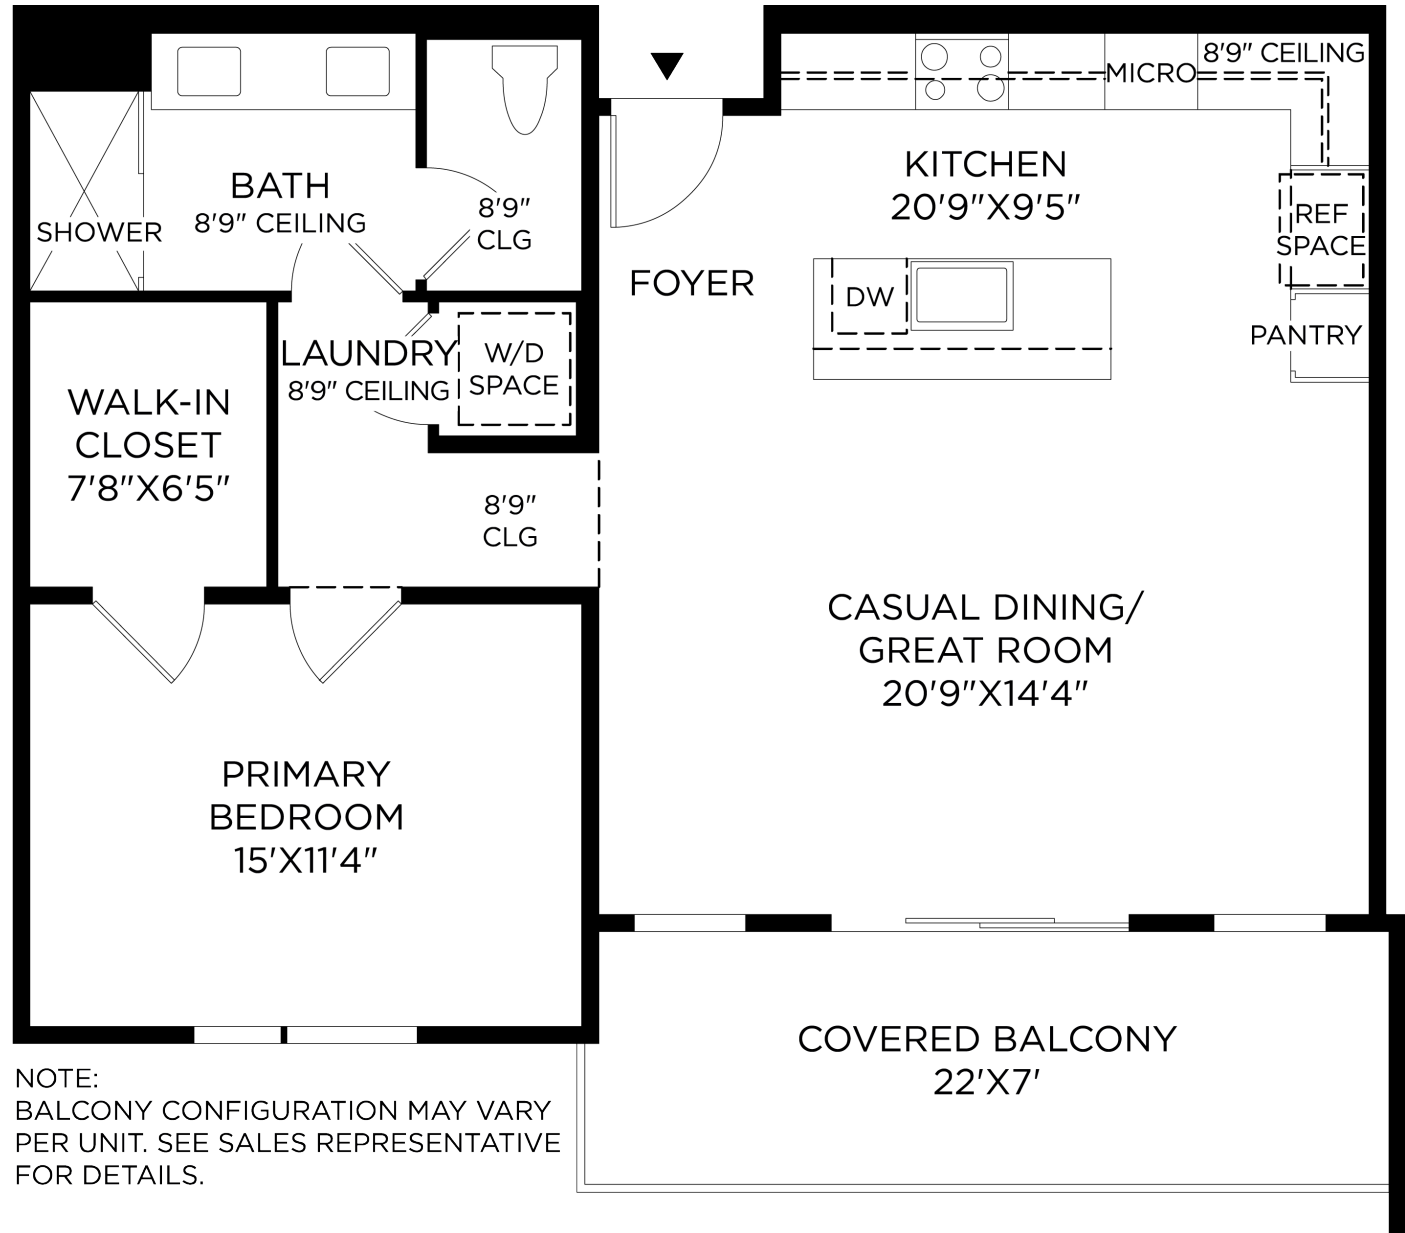 8'9" CEILING
MICRO
BATH
8'9" CEILING
SHOWER
8'9"
CLG
KITCHEN
20'9"X9'5"
REF
SPACE
FOYER
DW
PANTRY
LAUNDRY
8'9" CEILING
W/D
SPACE
WALK-IN
CLOSET
7'8"X6'5"
8'9"
CLG
CASUAL DINING/
GREAT ROOM
20'9"X14'4"
PRIMARY
BEDROOM
15'X11'4"
COVERED BALCONY
22'X7'
NOTE:
BALCONY CONFIGURATION MAY VARY
PER UNIT. SEE SALES REPRESENTATIVE
FOR DETAILS.